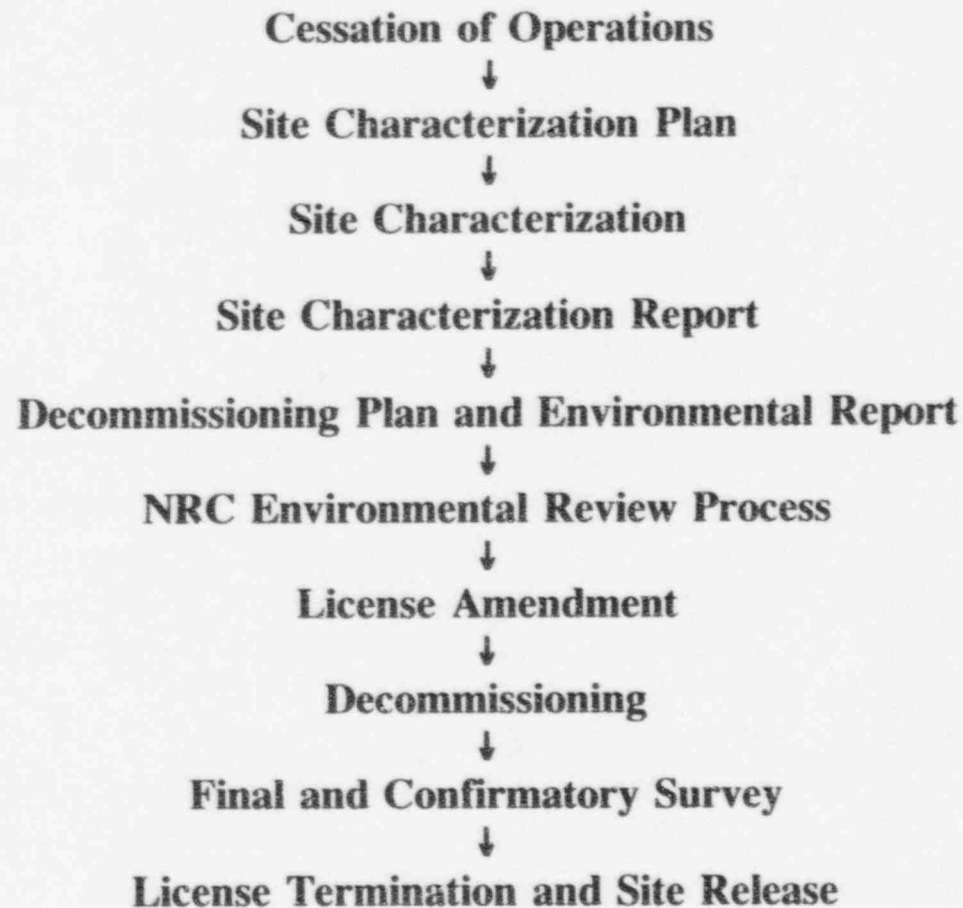 Cessation of Operations
↓
Site Characterization Plan
↓
Site Characterization
↓
Site Characterization Report
↓
Decommissioning Plan and Environmental Report
↓
NRC Environmental Review Process
↓
License Amendment
↓
Decommissioning
↓
Final and Confirmatory Survey
↓
License Termination and Site Release